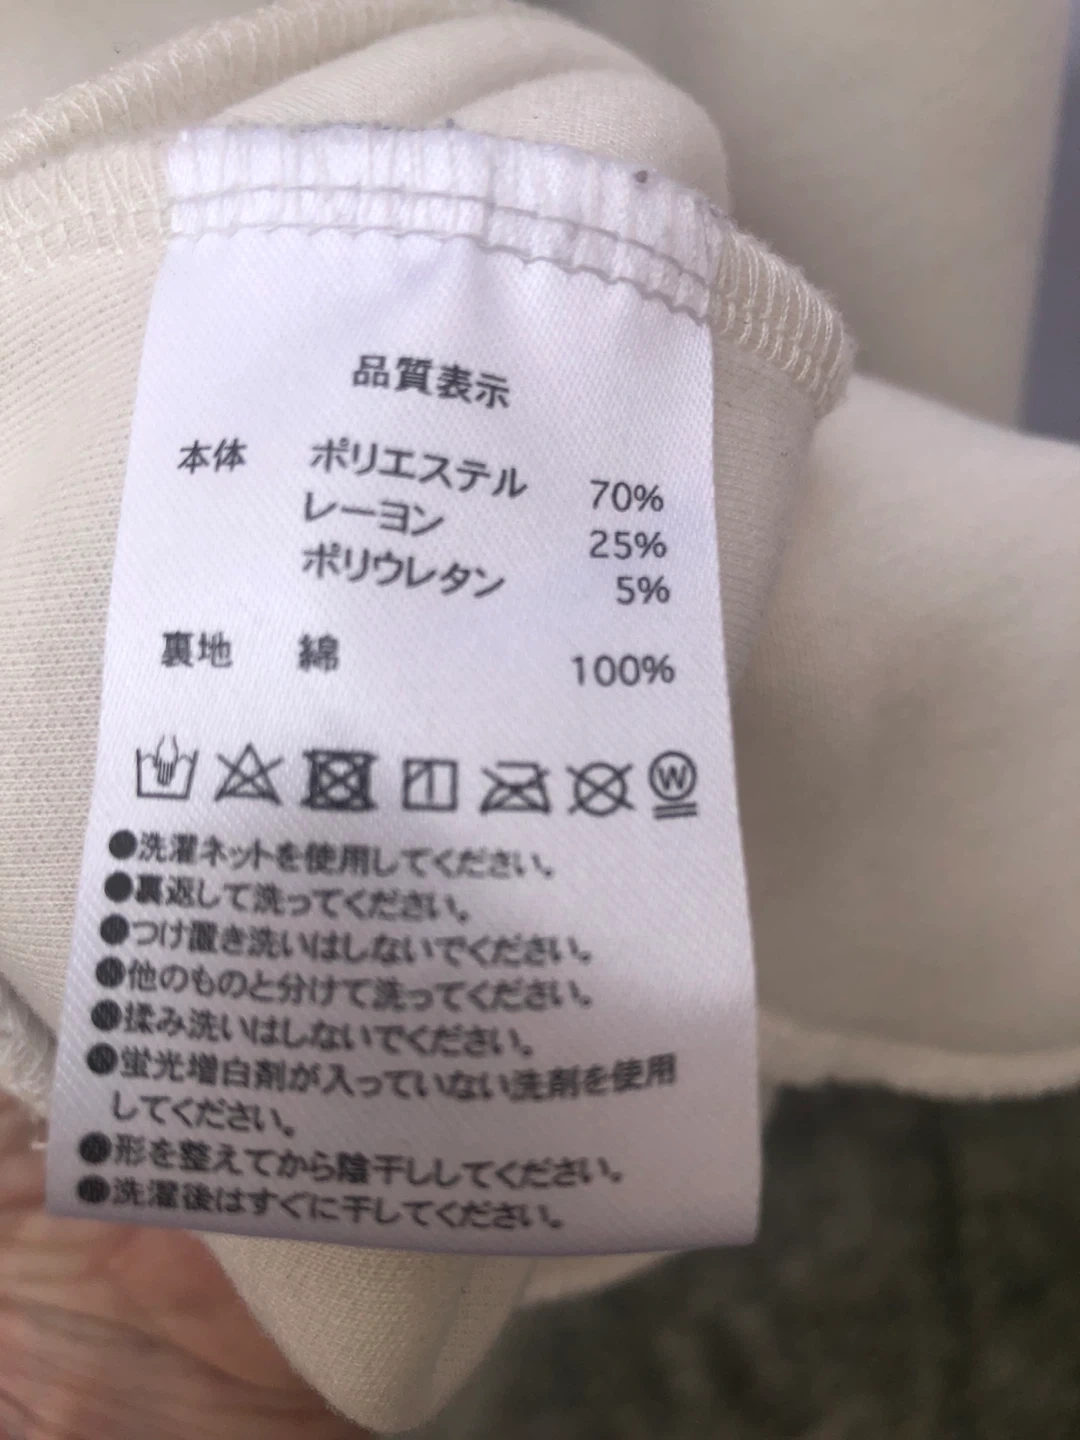 品質表示
本体 ポリエステル 70%
レーヨン 25%
ポリウレタン 5%
裏地 綿 100%
W
●洗濯ネットを使用してください。
●裏返して洗ってください。
●つけ置き洗いはしないでください。
●他のものと分けて洗ってください。
●揉み洗いはしないでください。
●蛍光増白剤が入っていない洗剤を使用
してください。
●形を整えてから陰干ししてください。
●洗濯後はすぐに干してください。